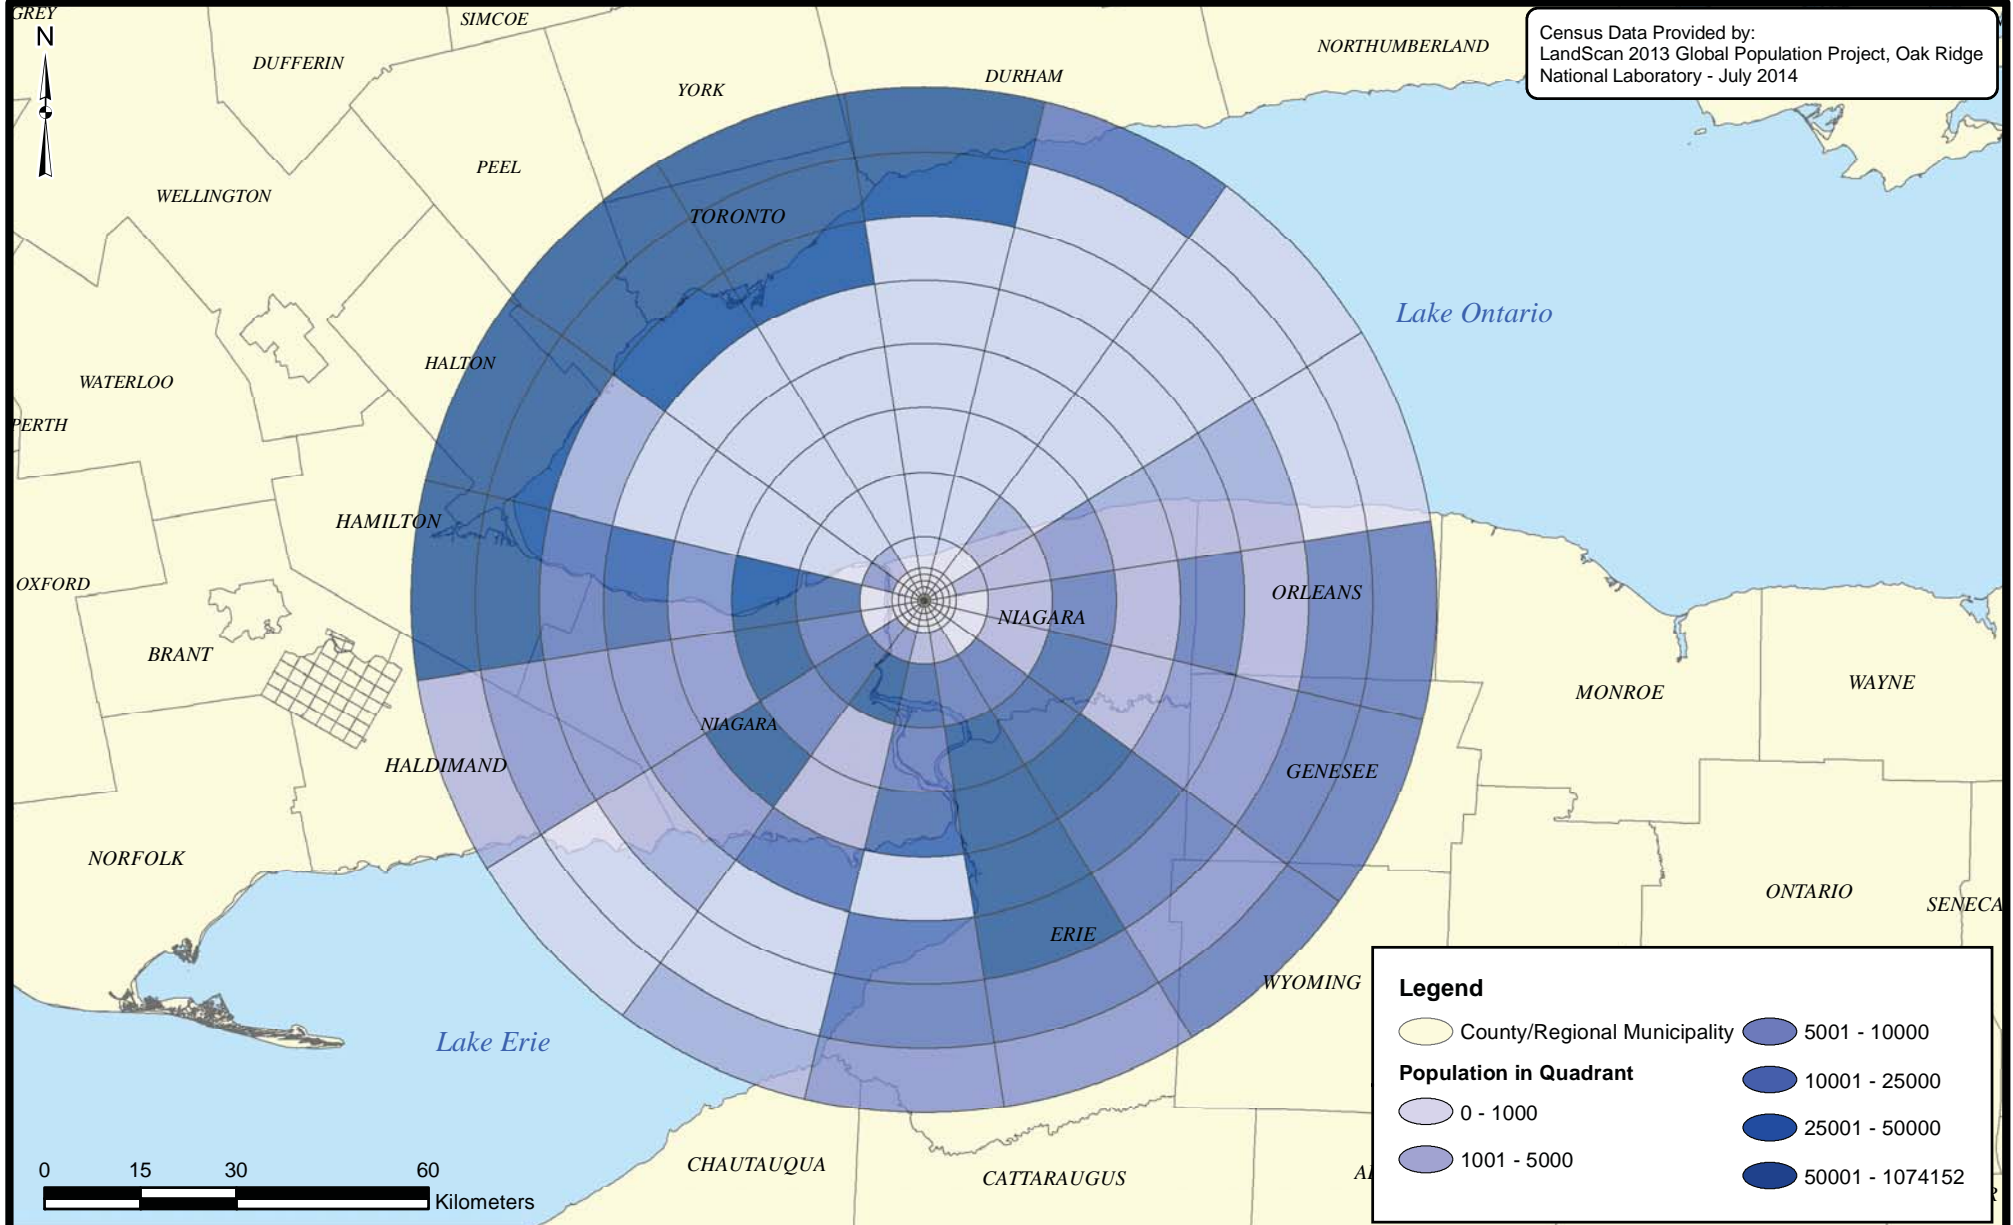 GREY
SIMCOE
N
DUFFERIN
YORK
DURHAM
NORTHUMBERLAND
Census Data Provided by:
LandScan 2013 Global Population Project, Oak Ridge
National Laboratory - July 2014
PEEL
WELLINGTON
TORONTO
Lake Ontario
HALTON
WATERLOO
PERTH
HAMILTON
OXFORD
ORLEANS
NIAGARA
BRANT
MONROE
WAYNE
NIAGARA
HALDIMAND
GENESEE
NORFOLK
ONTARIO
SENECA
ERIE
WYOMING
Lake Erie
CHAUTAUQUA
CATTARAUGUS
Legend
County/Regional Municipality
Population in Quadrant
0 - 1000
1001 - 5000
5001 - 10000
10001 - 25000
25001 - 50000
50001 - 1074152
0 15 30 60
Kilometers